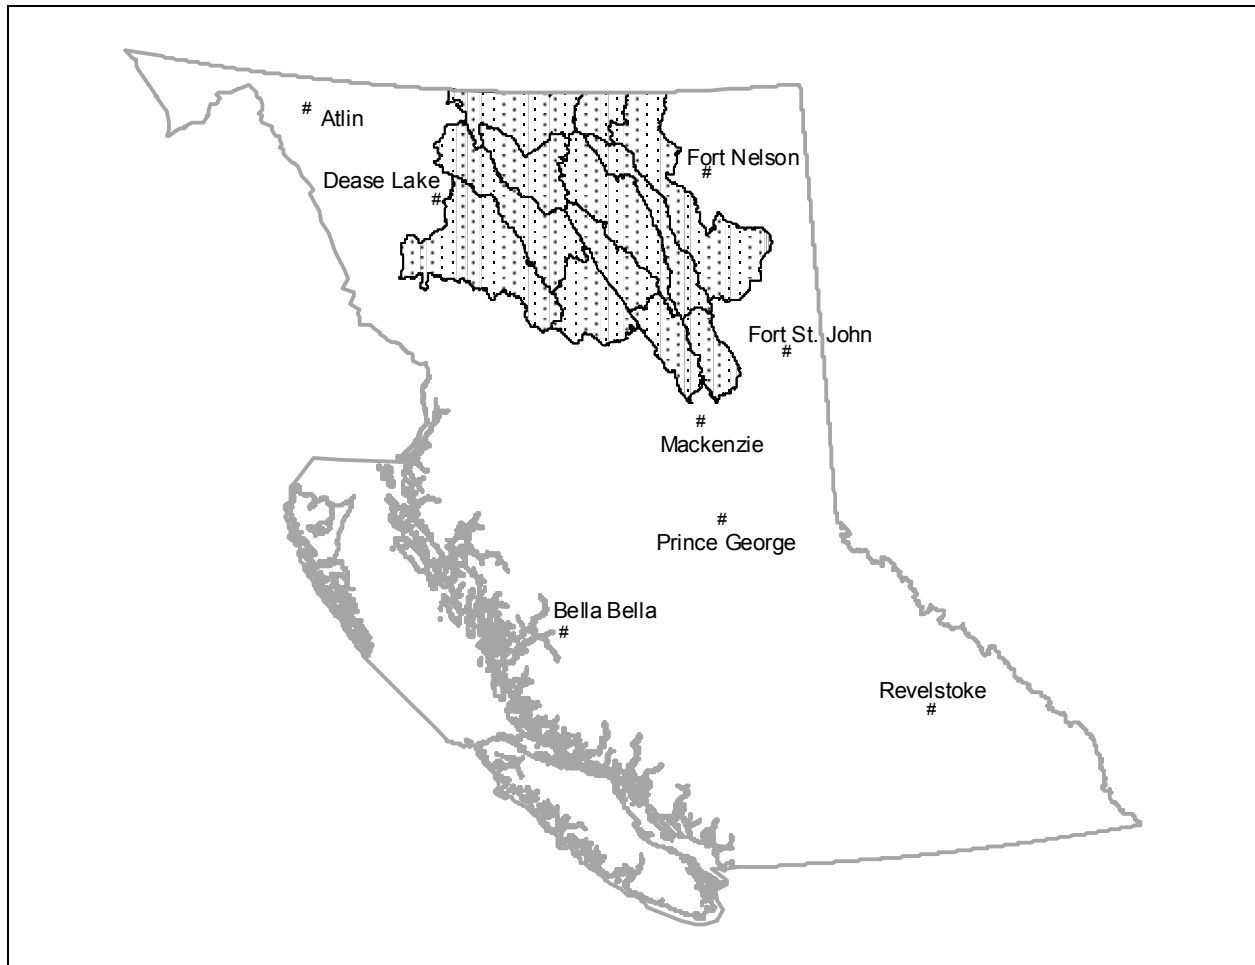 # Atlin
Fort Nelson
#
Dease Lake
#
Fort St. John
#
#
Mackenzie
#
Prince George
Bella Bella
#
Revelstoke
#